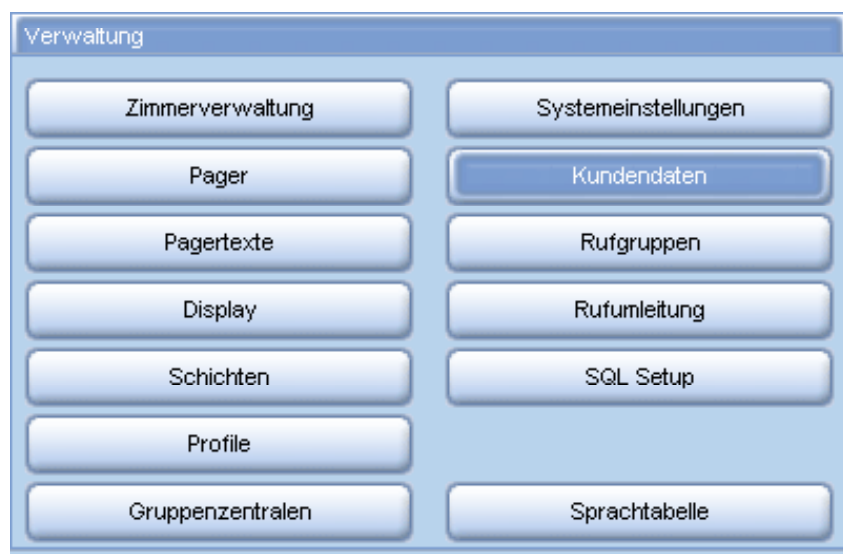 Verwaltung
Zimmerverwaltung
Systemeinstellungen
Pager
Kundendaten
Pagertexte
Rufgruppen
Display
Rufumleitung
Schichten
SQL Setup
Profile
Gruppenzentralen
Sprachtabelle